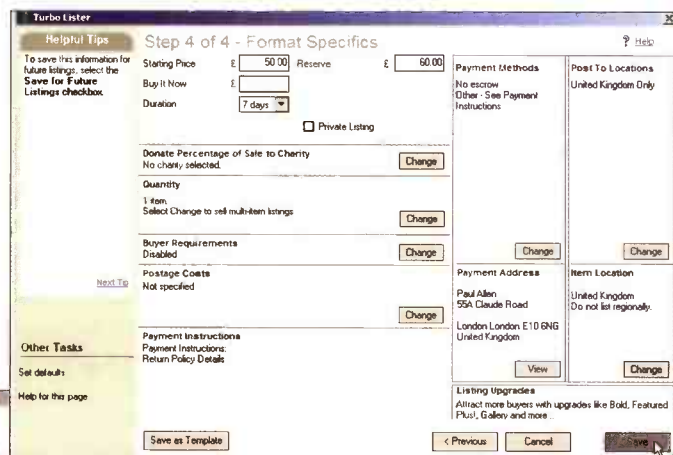 Turbo Lister
Helpful Tips
To save this information for
future listings, select the
Save for Future
Listings checkbox.
Next Tip
Other Tasks
Set defaults
Help for this page
Step 4 of 4 - Format Specifics
? Help
Starting Price £ 50.00 Reserve £ 60.00
Buy It Now £
Duration 7 days
Private Listing
Donate Percentage of Sale to Charity
No charity selected.
Change
Quantity
1 item
Select Change to sell multi-item listings
Change
Buyer Requirements
Disabled
Change
Postage Costs
Not specified
Change
Payment Instructions
Payment Instructions:
Return Policy Details
Payment Methods
No escrow
Other - See Payment
Instructions
Change
Post To Locations
United Kingdom Only
Change
Payment Address
Paul Allen
55A Claude Road
London London E10 6NG
United Kingdom
View
Item Location
United Kingdom
Do not list regionally.
Change
Listing Upgrades
Attract more buyers with upgrades like Bold, Featured
Plus!, Gallery and more...
Save as Template
< Previous
Cancel
Save